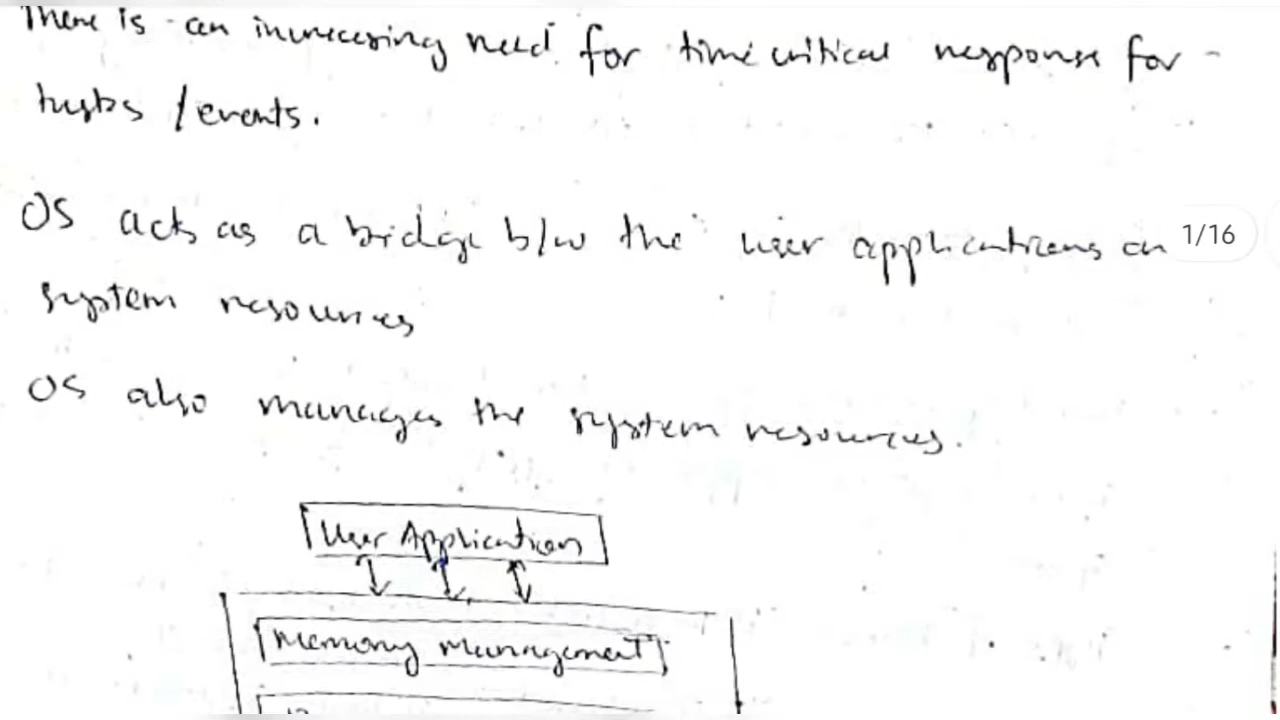 There is an increasing need for time critical response for -
tasks / events.
OS acts as a bridge b/w the user applications an
1/16
system resources
OS also manages the system resources.
User Application
Memory Management